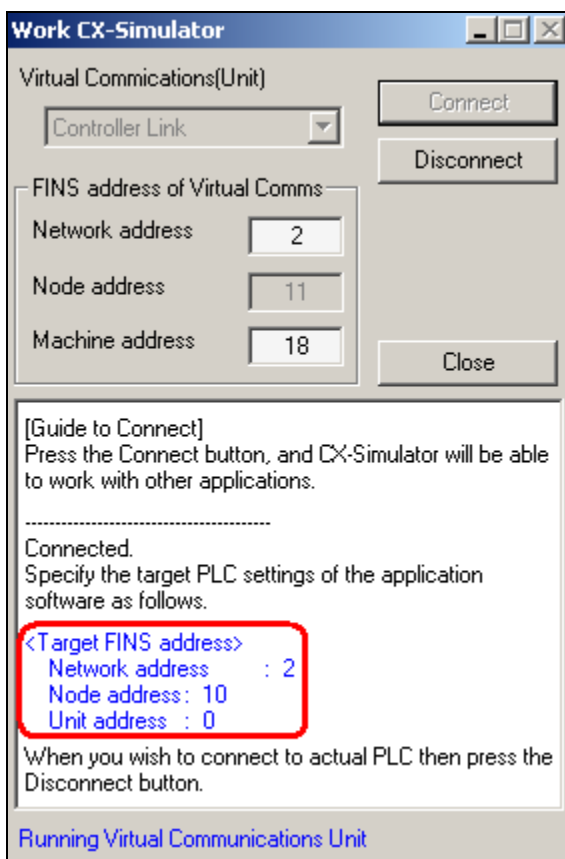 Work CX-Simulator
Virtual Commications(Unit)
Controller Link
Connect
Disconnect
FINS address of Virtual Comms
Network address
2
Node address
11
Machine address
18
Close
[Guide to Connect]
Press the Connect button, and CX-Simulator will be able
to work with other applications.
-----------------------------------------
Connected.
Specify the target PLC settings of the application
software as follows.
<Target FINS address>
Network address : 2
Node address : 10
Unit address : 0
When you wish to connect to actual PLC then press the
Disconnect button.
Running Virtual Communications Unit